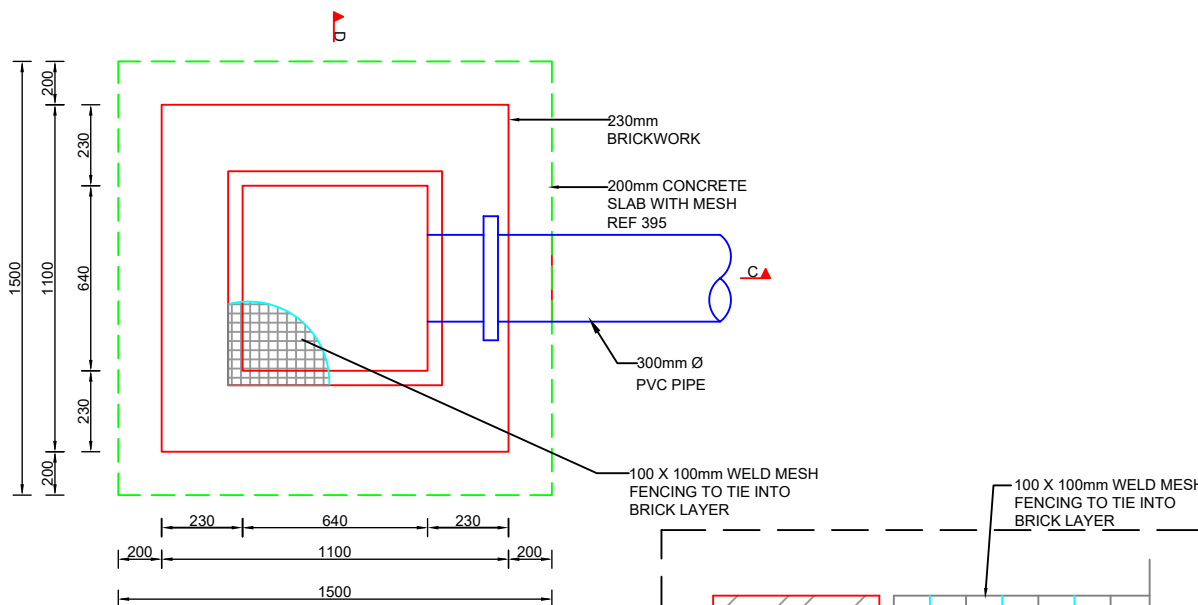 D
200
230
1500
1100
640
230
200
230mm
BRICKWORK
200mm CONCRETE
SLAB WITH MESH
REF 395
C
300mm Ø
PVC PIPE
100 X 100mm WELD MESH
FENCING TO TIE INTO
BRICK LAYER
100 X 100mm WELD MESH
FENCING TO TIE INTO
BRICK LAYER
230 640 230
200 1100 200
1500